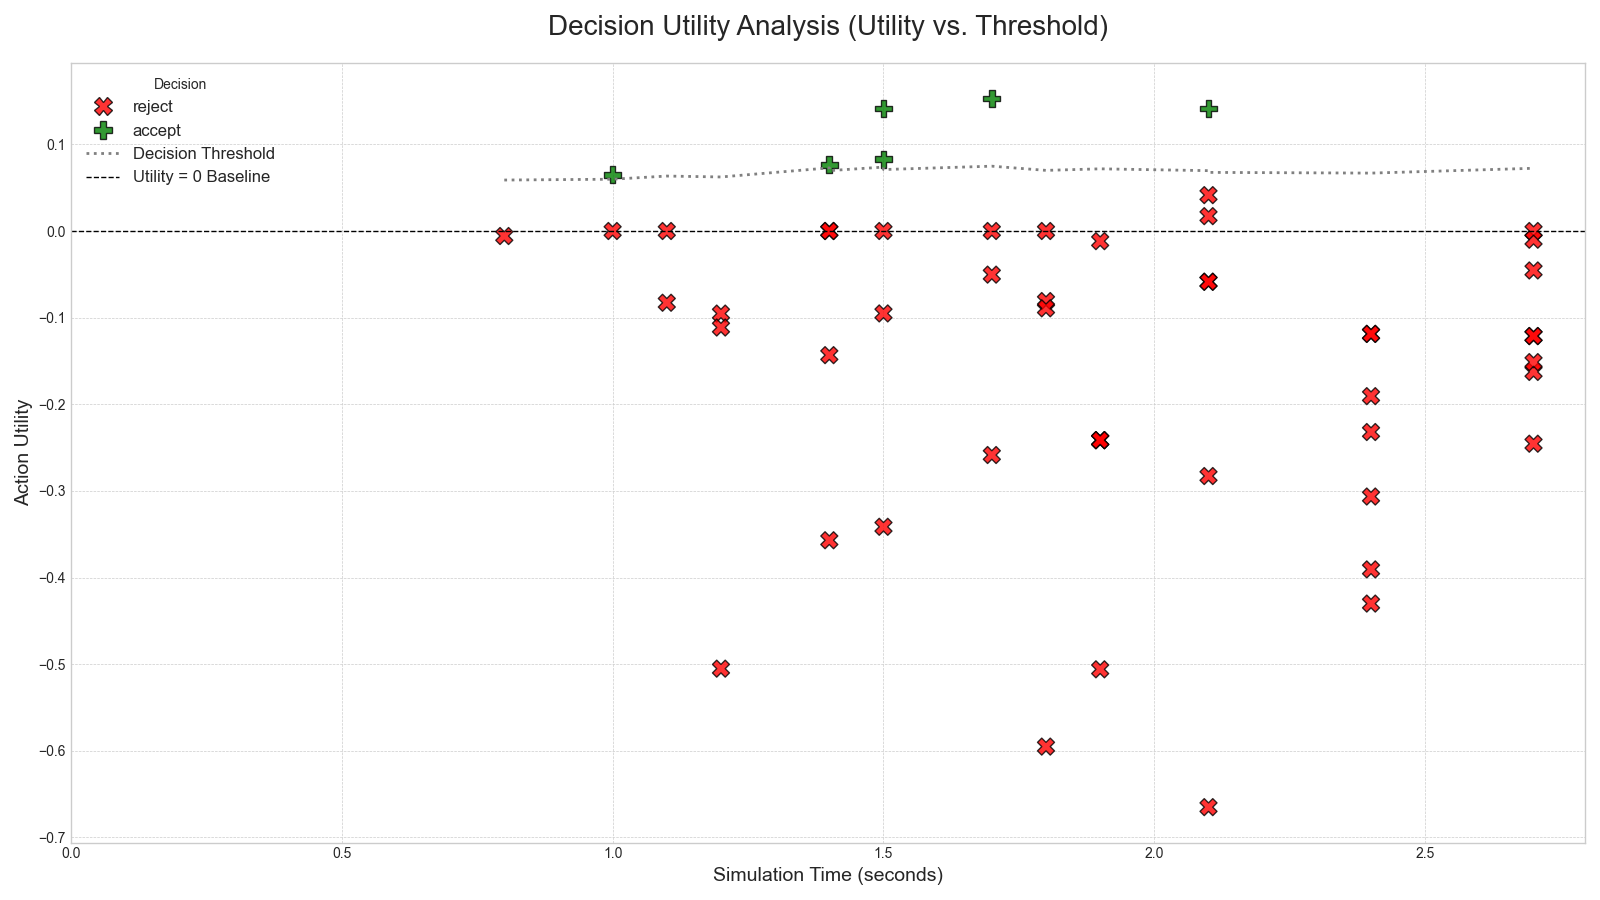 Decision Utility Analysis (Utility vs. Threshold)
Decision
reject
accept
Decision Threshold
Utility = 0 Baseline
Action Utility
0.1
0.0
−0.1
−0.2
−0.3
−0.4
−0.5
−0.6
−0.7
0.0
0.5
1.0
1.5
2.0
2.5
Simulation Time (seconds)